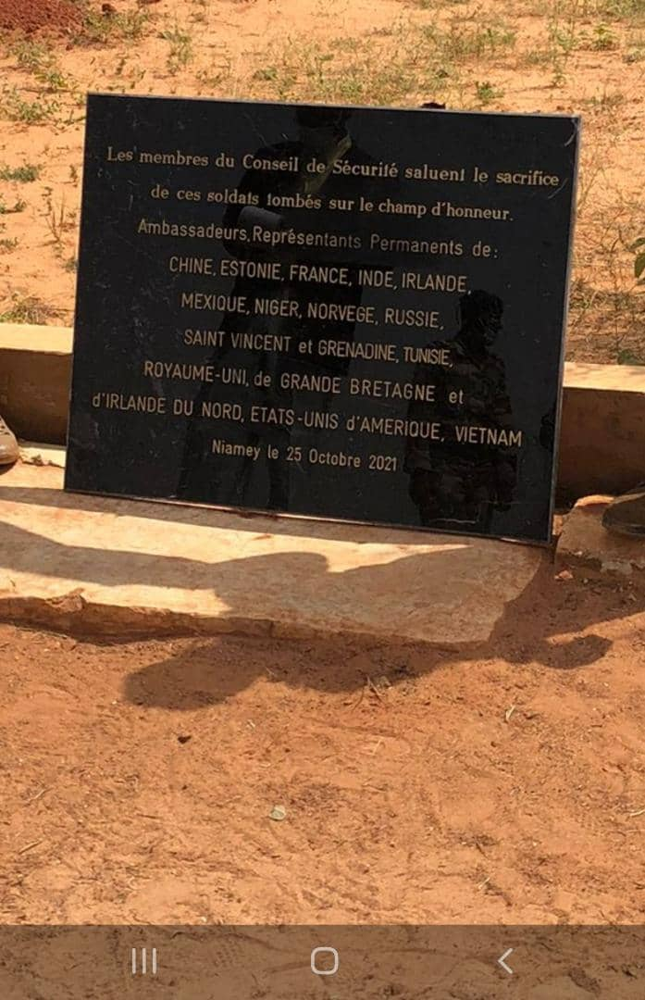 Les membres du Conseil de Sécurité saluent le sacrifice
de ces soldats tombés sur le champ d'honneur.
Ambassadeurs, Représentants Permanents de :
CHINE, ESTONIE, FRANCE, INDE, IRLANDE,
MEXIQUE, NIGER, NORVEGE, RUSSIE,
SAINT VINCENT et GRENADINE, TUNISIE,
ROYAUME-UNI, de GRANDE BRETAGNE et
d'IRLANDE DU NORD, ETATS-UNIS d'AMERIQUE, VIETNAM
Niamey le 25 Octobre 2021